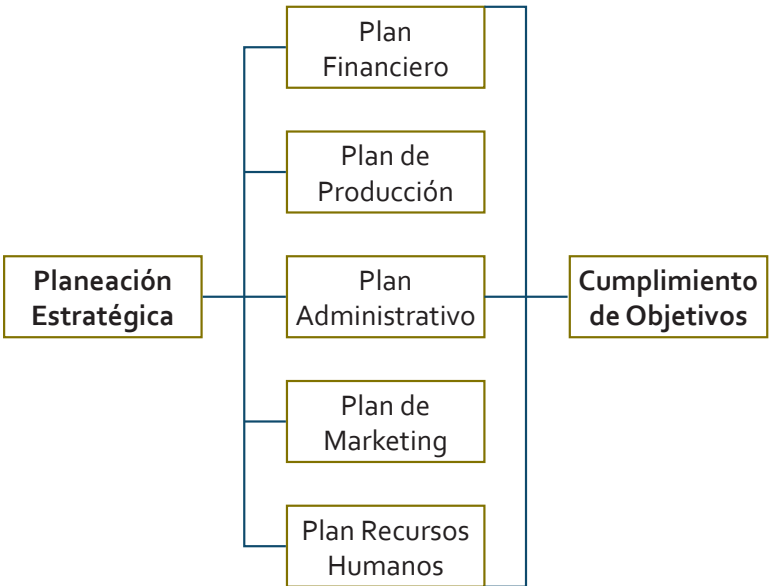 Plan
Financiero
Plan de
Producción
Planeación
Estratégica
Plan
Administrativo
Cumplimiento
de Objetivos
Plan de
Marketing
Plan Recursos
Humanos